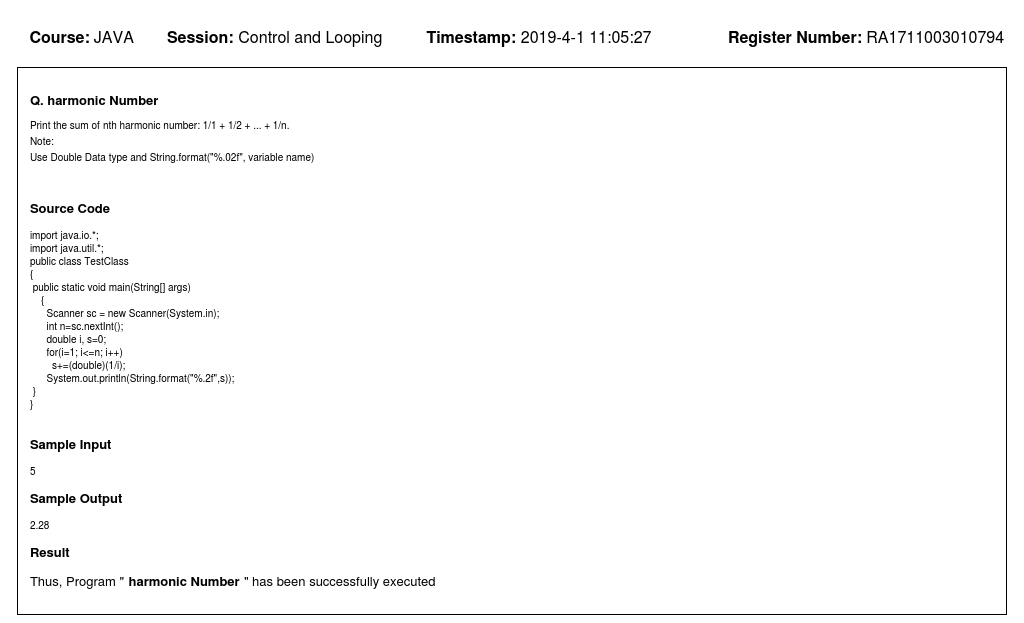 Course: JAVA Session: Control and Looping Timestamp: 2019-4-1 11:05:27 Register Number: RA1711003010794
Q. harmonic Number
Print the sum of nth harmonic number: 1/1 + 1/2 + ... + 1/n.
Note:
Use Double Data type and String.format("%.02f", variable name)
Source Code
import java.io.*;
import java.util.*;
public class TestClass
{
public static void main(String[] args)
{
Scanner sc = new Scanner(System.in);
int n=sc.nextInt();
double i, s=0;
for(i=1; i<=n; i++)
s+=(double)(1/i);
System.out.println(String.format("%.2f",s));
}
}
Sample Input
5
Sample Output
2.28
Result
Thus, Program " harmonic Number " has been successfully executed